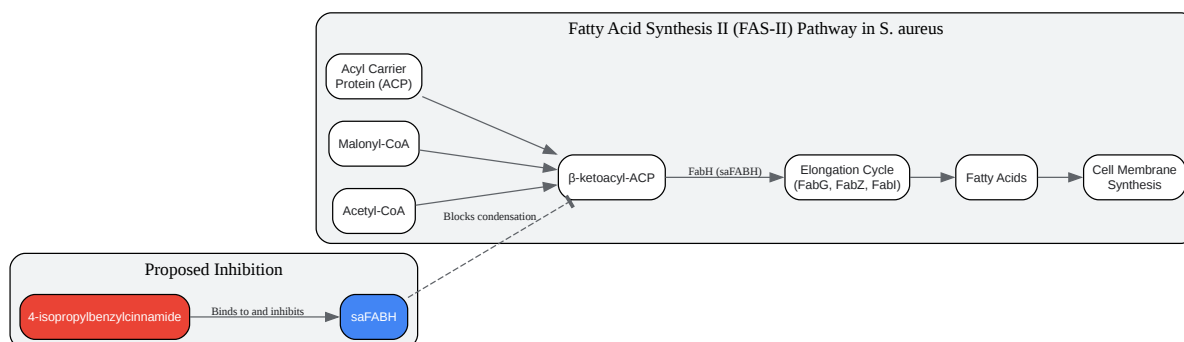 Fatty Acid Synthesis II (FAS-II) Pathway in S. aureus
Acyl Carrier
Protein (ACP)
Malonyl-CoA
Acetyl-CoA
β-ketoacyl-ACP
FabH (saFABH)
Elongation Cycle
(FabG, FabZ, FabI)
Fatty Acids
Cell Membrane
Synthesis
Blocks condensation
Proposed Inhibition
4-isopropylbenzylcinnamide
Binds to and inhibits
saFABH